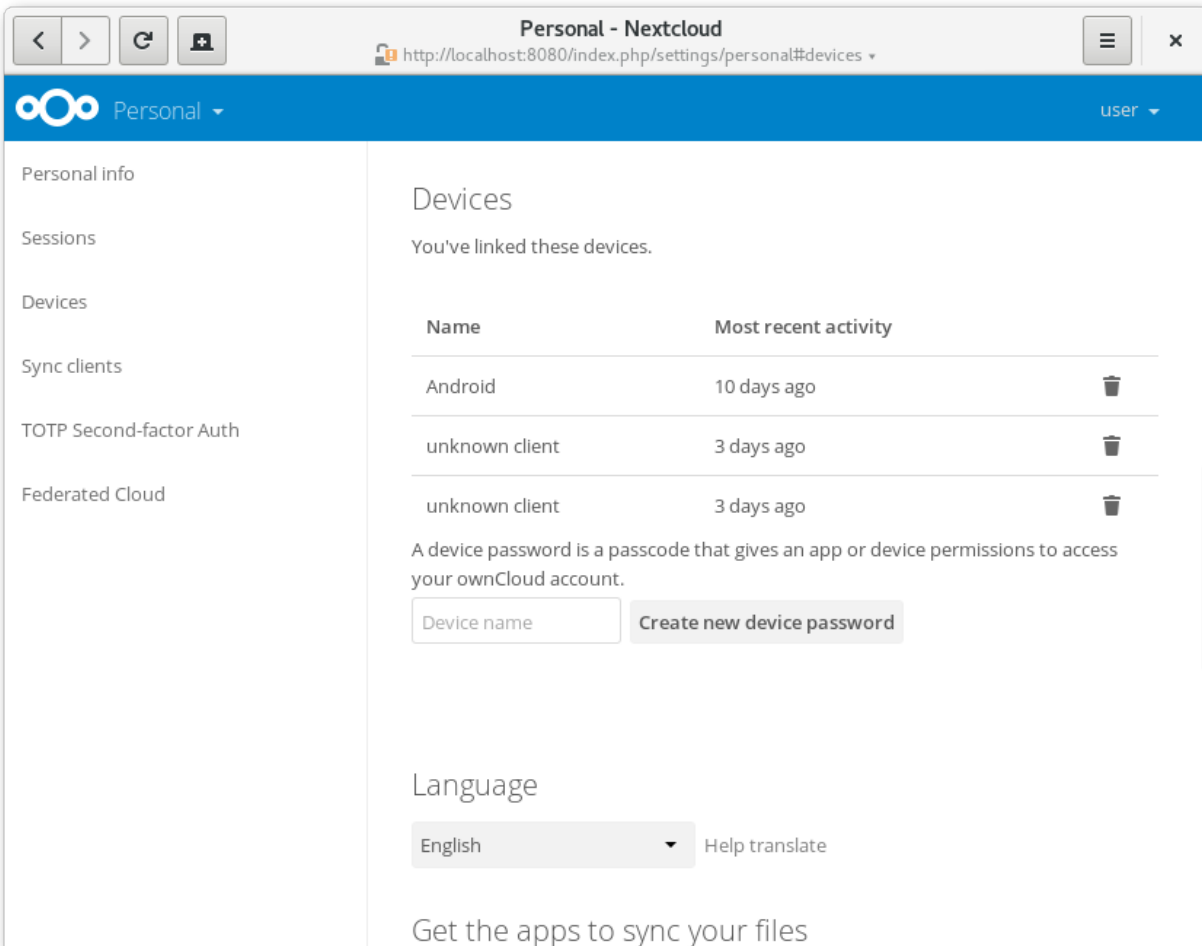 Personal - Nextcloud
http://localhost:8080/index.php/settings/personal#devices
Personal
user
Personal info
Sessions
Devices
Sync clients
TOTP Second-factor Auth
Federated Cloud
Devices
You've linked these devices.
Name Most recent activity
Android 10 days ago
unknown client 3 days ago
unknown client 3 days ago
A device password is a passcode that gives an app or device permissions to access
your ownCloud account.
Device name Create new device password
Language
English Help translate
Get the apps to sync your files